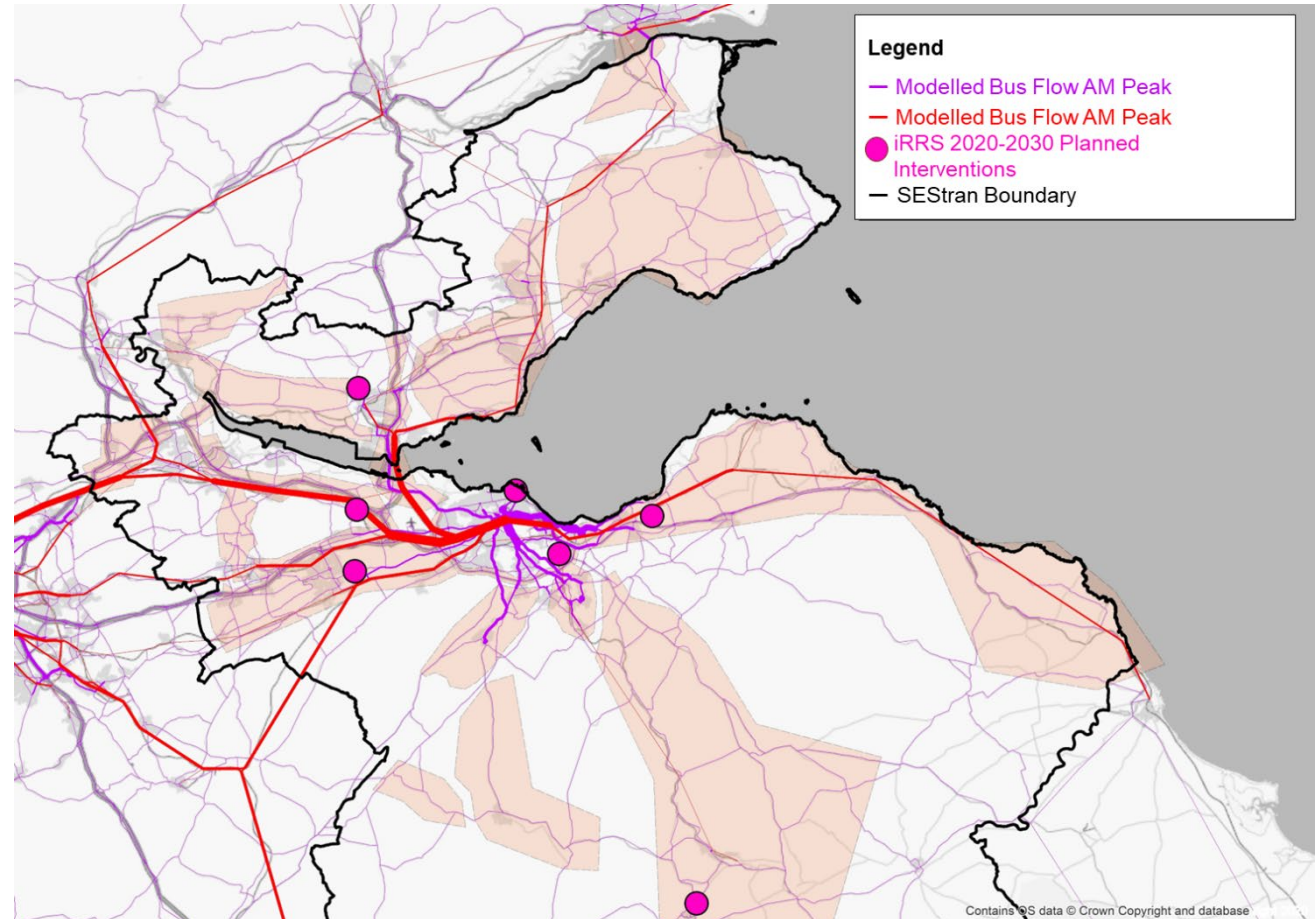 Legend
Modelled Bus Flow AM Peak
Modelled Bus Flow AM Peak
iRRS 2020-2030 Planned
Interventions
SEStran Boundary
Contains OS data © Crown Copyright and database